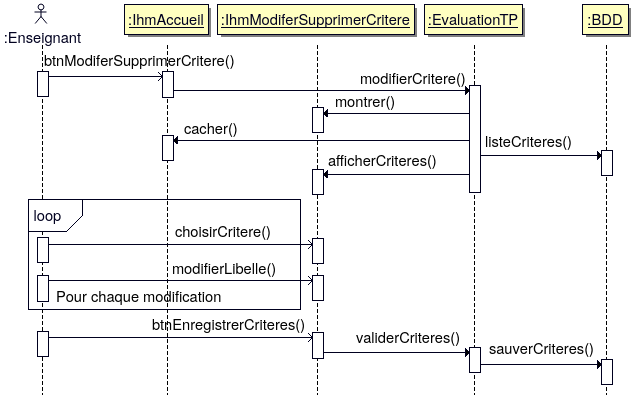 :Enseignant
:IhmAccueil
:IhmModiferSupprimerCritere
:EvaluationTP
:BDD
btnModiferSupprimerCritere()
modifierCritere()
montrer()
cacher()
listeCriteres()
afficherCriteres()
loop
choisirCritere()
modifierLibelle()
Pour chaque modification
btnEnregistrerCriteres()
validerCriteres()
sauverCriteres()